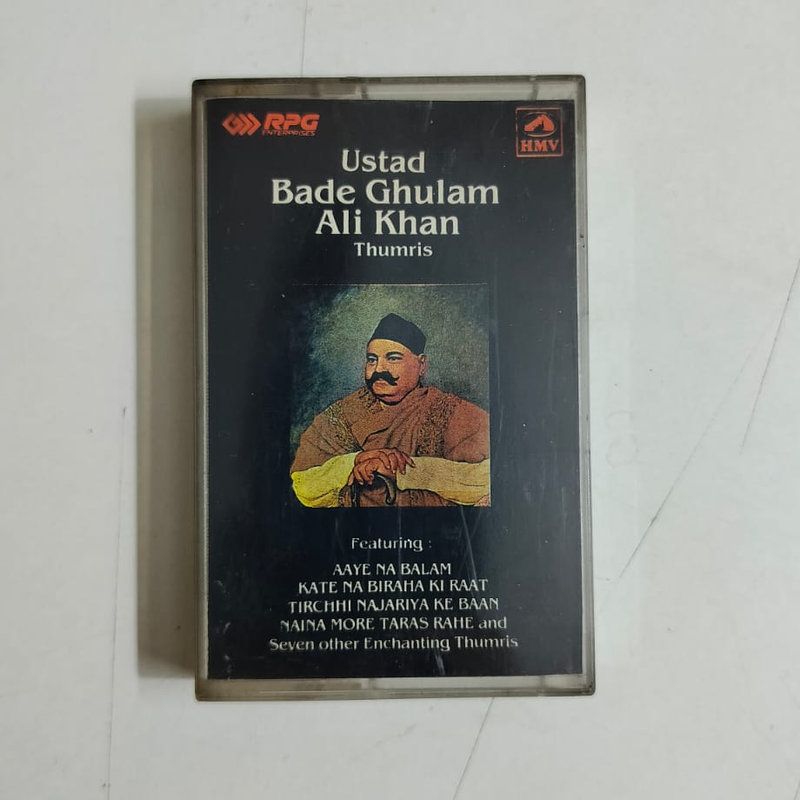 RPG
ENTERPRISES
HMV
Ustad
Bade Ghulam
Ali Khan
Thumris
Featuring :
AAYE NA BALAM
KATE NA BIRAHA KI RAAT
TIRCHHI NAJARIYA KE BAAN
NAINA MORE TARAS RAHE and
Seven other Enchanting Thumris